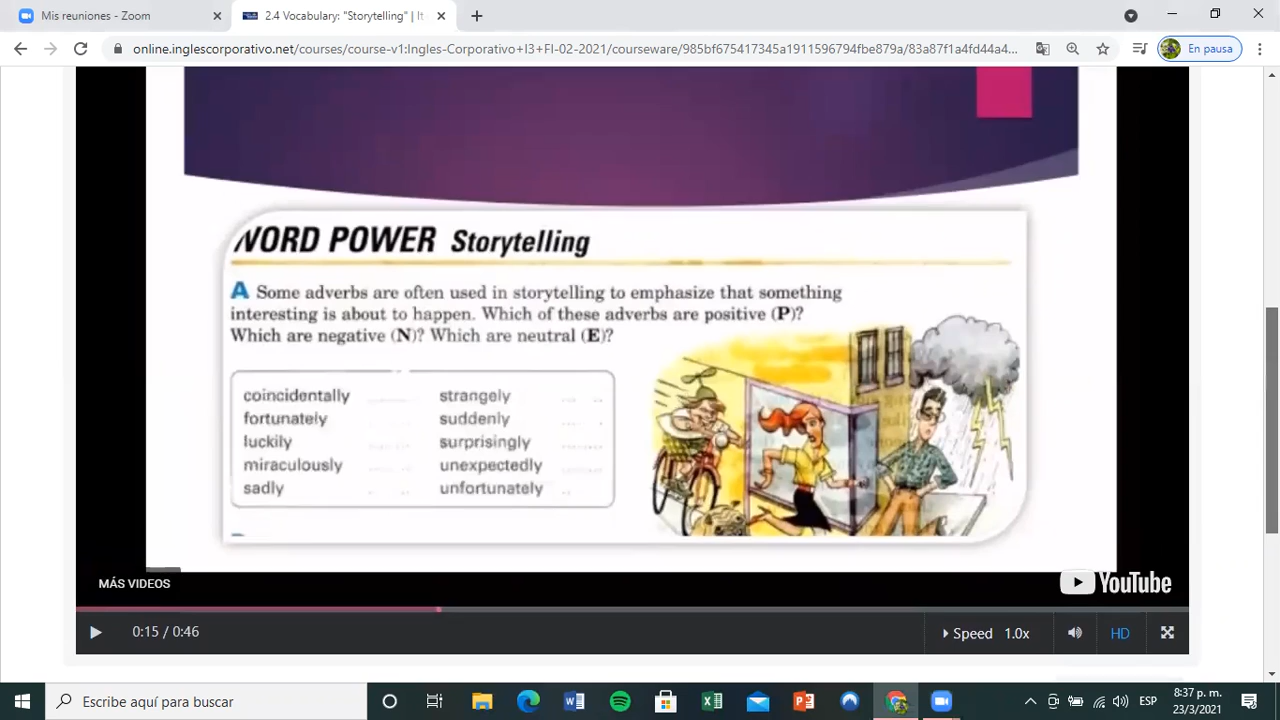 Mis reuniones - Zoom
2.4 Vocabulary: "Storytelling" | It
online.inglescorporativo.net/courses/course-v1:Ingles-Corporativo+I3+FI-02-2021/courseware/985bf675417345a1911596794fbe879a/83a87f1a4fd44a4...
En pausa
WORD POWER Storytelling
A Some adverbs are often used in storytelling to emphasize that something
interesting is about to happen. Which of these adverbs are positive (P)?
Which are negative (N)? Which are neutral (E)?
coincidentally strangely
fortunately suddenly
luckily surprisingly
miraculously unexpectedly
sadly unfortunately
MÁS VIDEOS
YouTube
0:15 / 0:46
Speed 1.0x
HD
Escribe aquí para buscar
ESP
8:37 p. m.
23/3/2021